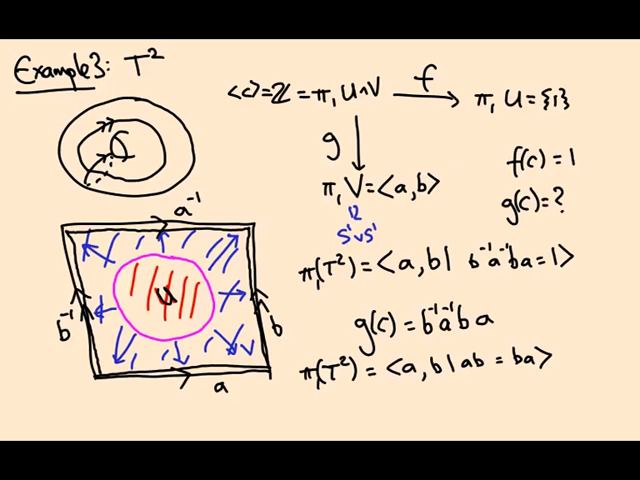 Example 3: T²
<c> = ℤ = π₁ U∩V → f π₁ U = {1}
g
f(c) = 1
π₁ V = <a, b>
g(c) = ?
≃
S¹ ∨ S¹
π₁(T²) = <a, b | b⁻¹a⁻¹ba = 1>
g(c) = b⁻¹a⁻¹ba
π₁(T²) = <a, b | ab = ba>
a⁻¹
U
b⁻¹
b
V
a